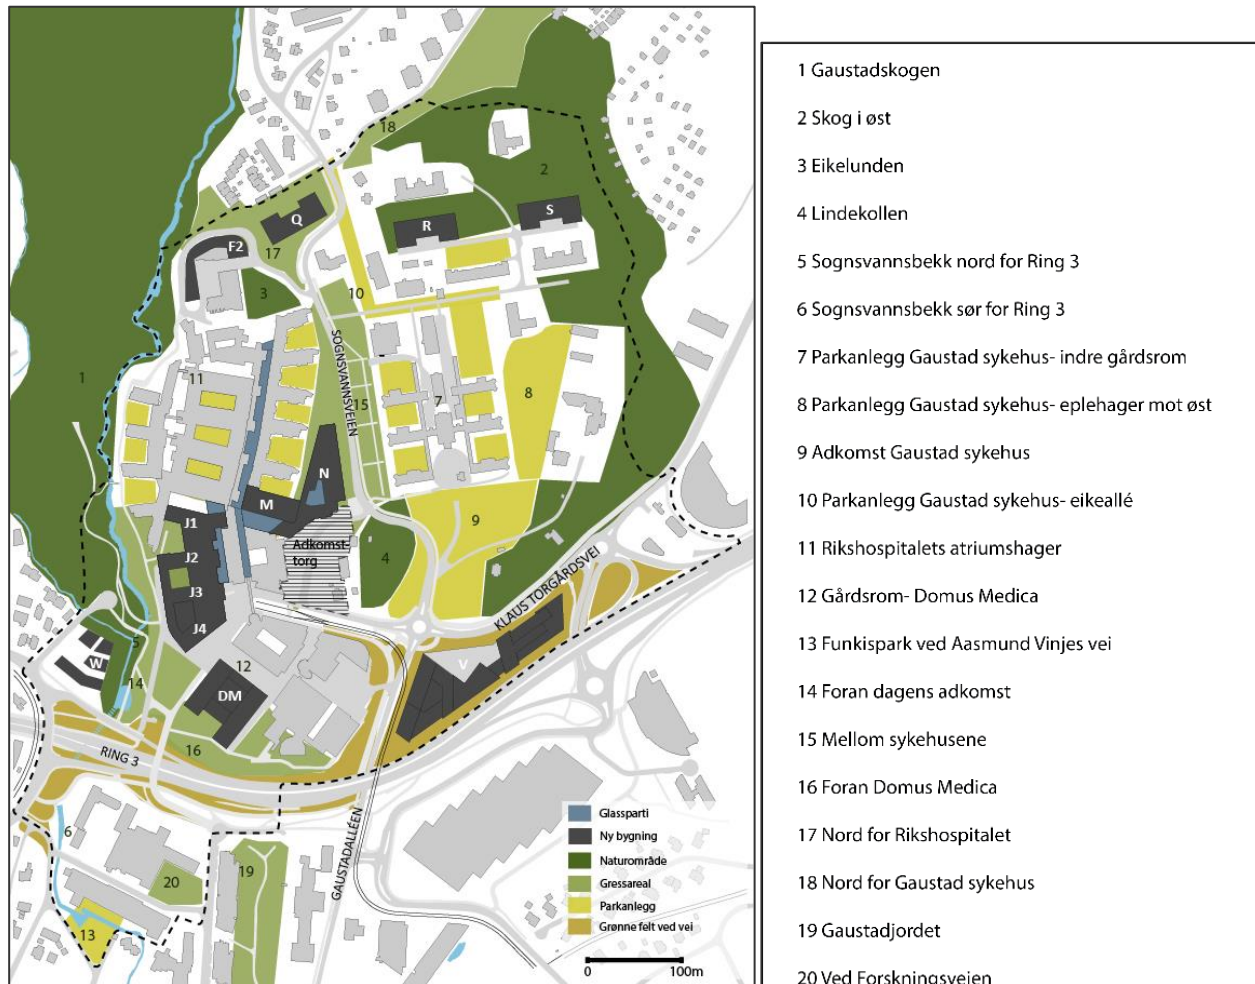 18
2
Q
R
S
F2
17
3
10
SOGNSVANNSVEIEN
1
11
15
7
8
N
M
9
J1
Adkomst-
torg
J2
4
J3
KLAUS TORGÅRDSVEI
J4
5
12
W
V
14
DM
16
RING 3
6
GAUSTADALLÉEN
19
20
13
Glassparti
Ny bygning
Naturområde
Gressareal
Parkanlegg
Grønne felt ved vei
0 100m
1 Gaustadskogen
2 Skog i øst
3 Eikelunden
4 Lindekollen
5 Sognsvannsbekk nord for Ring 3
6 Sognsvannsbekk sør for Ring 3
7 Parkanlegg Gaustad sykehus- indre gårdsrom
8 Parkanlegg Gaustad sykehus- eplehager mot øst
9 Adkomst Gaustad sykehus
10 Parkanlegg Gaustad sykehus- eikeallé
11 Rikshospitalets atriumshager
12 Gårdsrom- Domus Medica
13 Funkispark ved Aasmund Vinjes vei
14 Foran dagens adkomst
15 Mellom sykehusene
16 Foran Domus Medica
17 Nord for Rikshospitalet
18 Nord for Gaustad sykehus
19 Gaustadjordet
20 Ved Forskningsveien